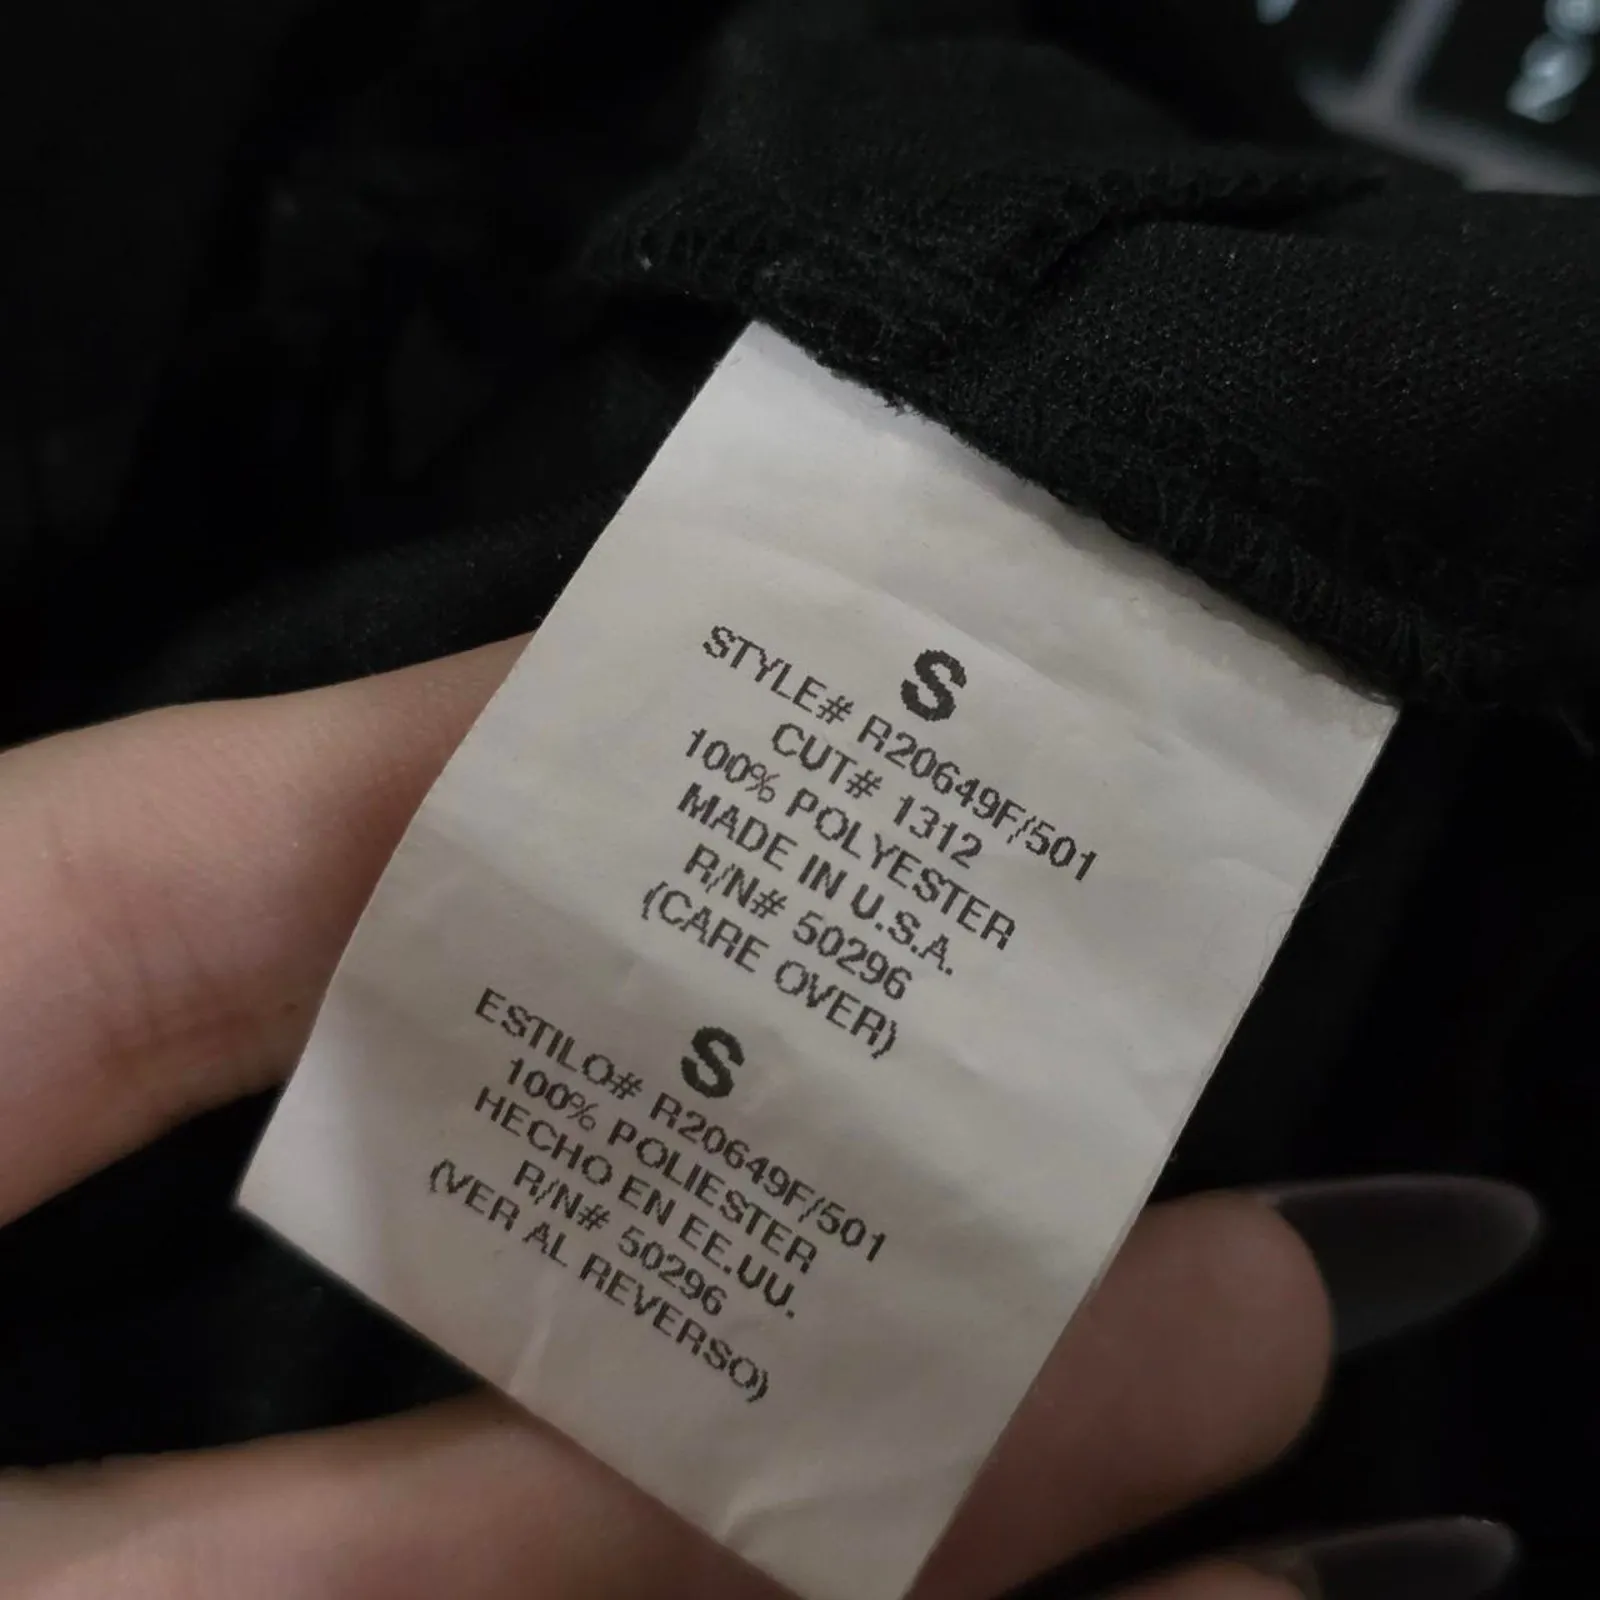 S
STYLE# R20649F/501
CUT# 1312
100% POLYESTER
MADE IN U.S.A.
R/N# 50296
(CARE OVER)
S
ESTILO# R20649F/501
100% POLIESTER
HECHO EN EE.UU.
R/N# 50296
(VER AL REVERSO)